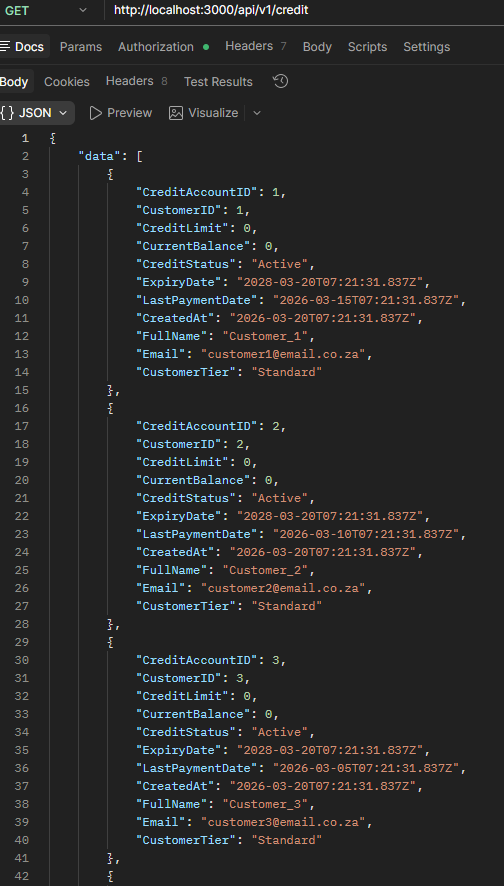 GET http://localhost:3000/api/v1/credit
Docs Params Authorization Headers 7 Body Scripts Settings
Body Cookies Headers 8 Test Results
{} JSON Preview Visualize
1 {
2 "data": [
3 {
4 "CreditAccountID": 1,
5 "CustomerID": 1,
6 "CreditLimit": 0,
7 "CurrentBalance": 0,
8 "CreditStatus": "Active",
9 "ExpiryDate": "2028-03-20T07:21:31.837Z",
10 "LastPaymentDate": "2026-03-15T07:21:31.837Z",
11 "CreatedAt": "2026-03-20T07:21:31.837Z",
12 "FullName": "Customer_1",
13 "Email": "customer1@email.co.za",
14 "CustomerTier": "Standard"
15 },
16 {
17 "CreditAccountID": 2,
18 "CustomerID": 2,
19 "CreditLimit": 0,
20 "CurrentBalance": 0,
21 "CreditStatus": "Active",
22 "ExpiryDate": "2028-03-20T07:21:31.837Z",
23 "LastPaymentDate": "2026-03-10T07:21:31.837Z",
24 "CreatedAt": "2026-03-20T07:21:31.837Z",
25 "FullName": "Customer_2",
26 "Email": "customer2@email.co.za",
27 "CustomerTier": "Standard"
28 },
29 {
30 "CreditAccountID": 3,
31 "CustomerID": 3,
32 "CreditLimit": 0,
33 "CurrentBalance": 0,
34 "CreditStatus": "Active",
35 "ExpiryDate": "2028-03-20T07:21:31.837Z",
36 "LastPaymentDate": "2026-03-05T07:21:31.837Z",
37 "CreatedAt": "2026-03-20T07:21:31.837Z",
38 "FullName": "Customer_3",
39 "Email": "customer3@email.co.za",
40 "CustomerTier": "Standard"
41 },
42 {